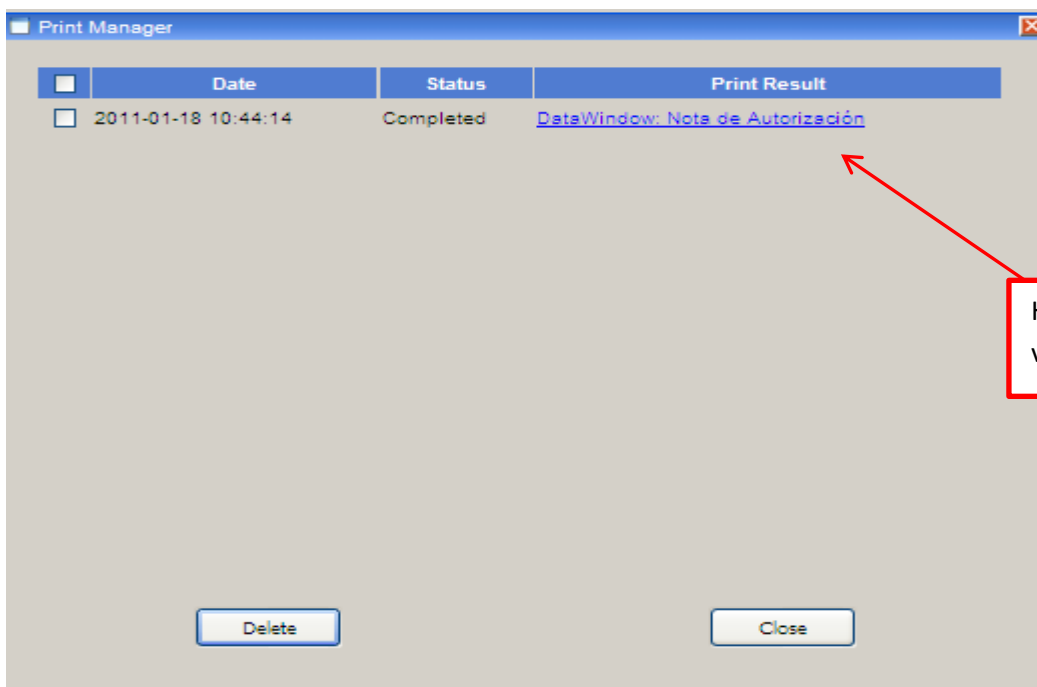 Print Manager
Date Status Print Result
2011-01-18 10:44:14 Completed DataWindow: Nota de Autorización
Delete Close